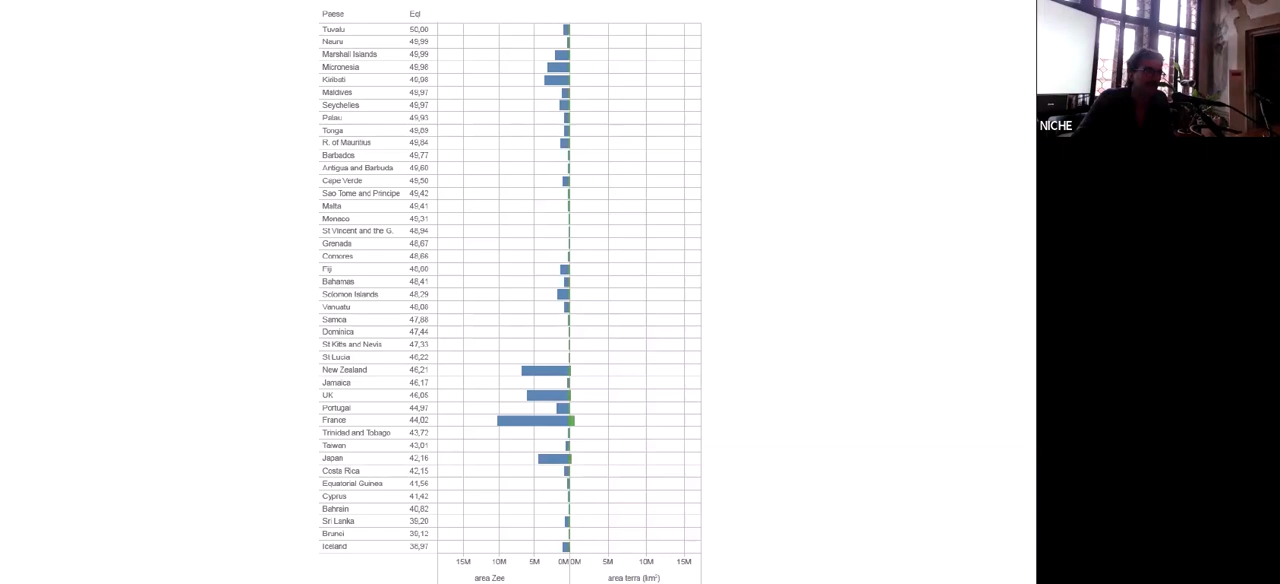 Paese Eql
Tuvalu 50,00
Nauru 49,99
Marshall Islands 49,99
Micronesia 49,98
Kiribati 49,98
Maldives 49,97
Seychelles 49,97
Palau 49,93
Tonga 49,89
R. of Mauritius 49,84
Barbados 49,77
Antigua and Barbuda 49,60
Cape Verde 49,50
Sao Tome and Principe 49,42
Malta 49,41
Monaco 49,31
St Vincent and the G. 48,94
Grenada 48,67
Comores 48,66
Fiji 48,60
Bahamas 48,41
Solomon Islands 48,29
Vanuatu 48,08
Samoa 47,88
Dominica 47,44
St Kitts and Nevis 47,33
St Lucia 46,22
New Zealand 46,21
Jamaica 46,17
UK 46,05
Portugal 44,97
France 44,02
Trinidad and Tobago 43,72
Taiwan 43,01
Japan 42,16
Costa Rica 42,15
Equatorial Guinea 41,56
Cyprus 41,42
Bahrain 40,82
Sri Lanka 39,20
Brunei 39,12
Iceland 38,97
15M 10M 5M 0M 0M 5M 10M 15M
area Zee area terra (km²)
NICHE